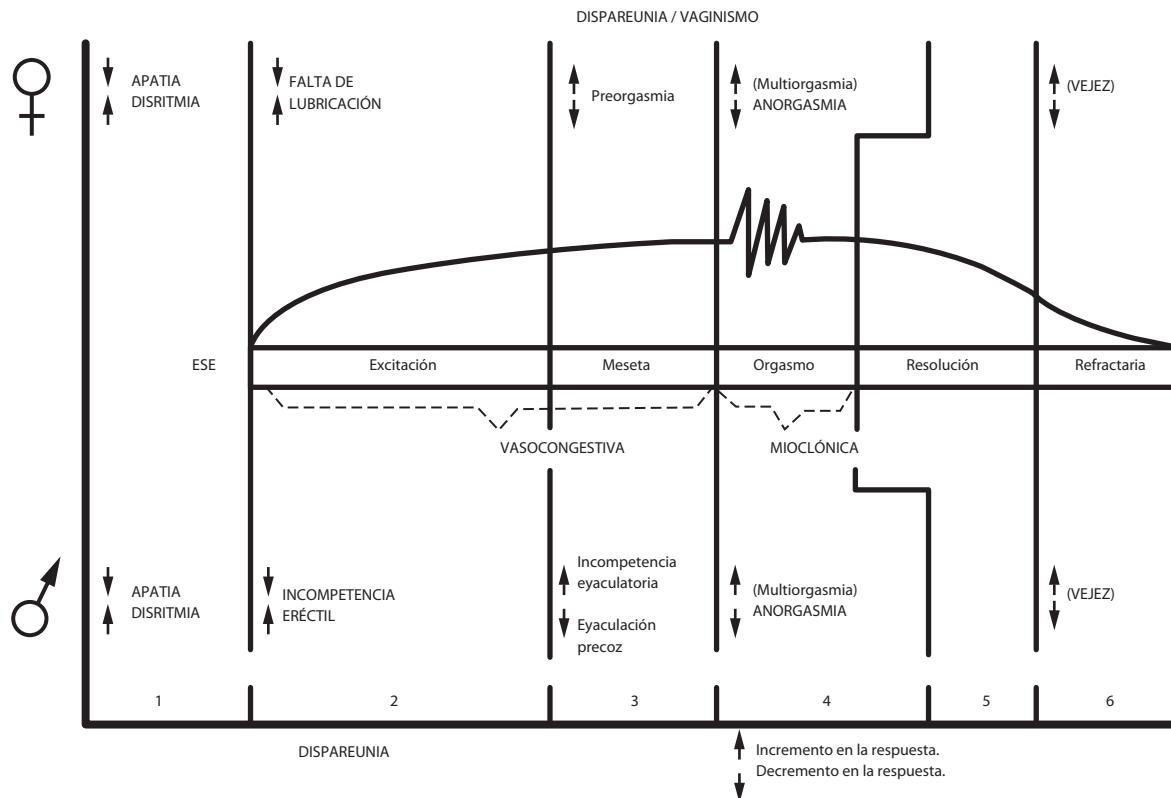 DISPAREUNIA / VAGINISMO
APATIA
DISRITMIA
FALTA DE
LUBRICACIÓN
Preorgasmia
(Multiorgasmia)
ANORGASMIA
(VEJEZ)
ESE
Excitación
Meseta
Orgasmo
Resolución
Refractaria
VASOCONGESTIVA
MIOCLÓNICA
APATIA
DISRITMIA
INCOMPETENCIA
ERÉCTIL
Incompetencia
eyaculatoria
Eyaculación
precoz
(Multiorgasmia)
ANORGASMIA
(VEJEZ)
1
2
3
4
5
6
DISPAREUNIA
Incremento en la respuesta.
Decremento en la respuesta.